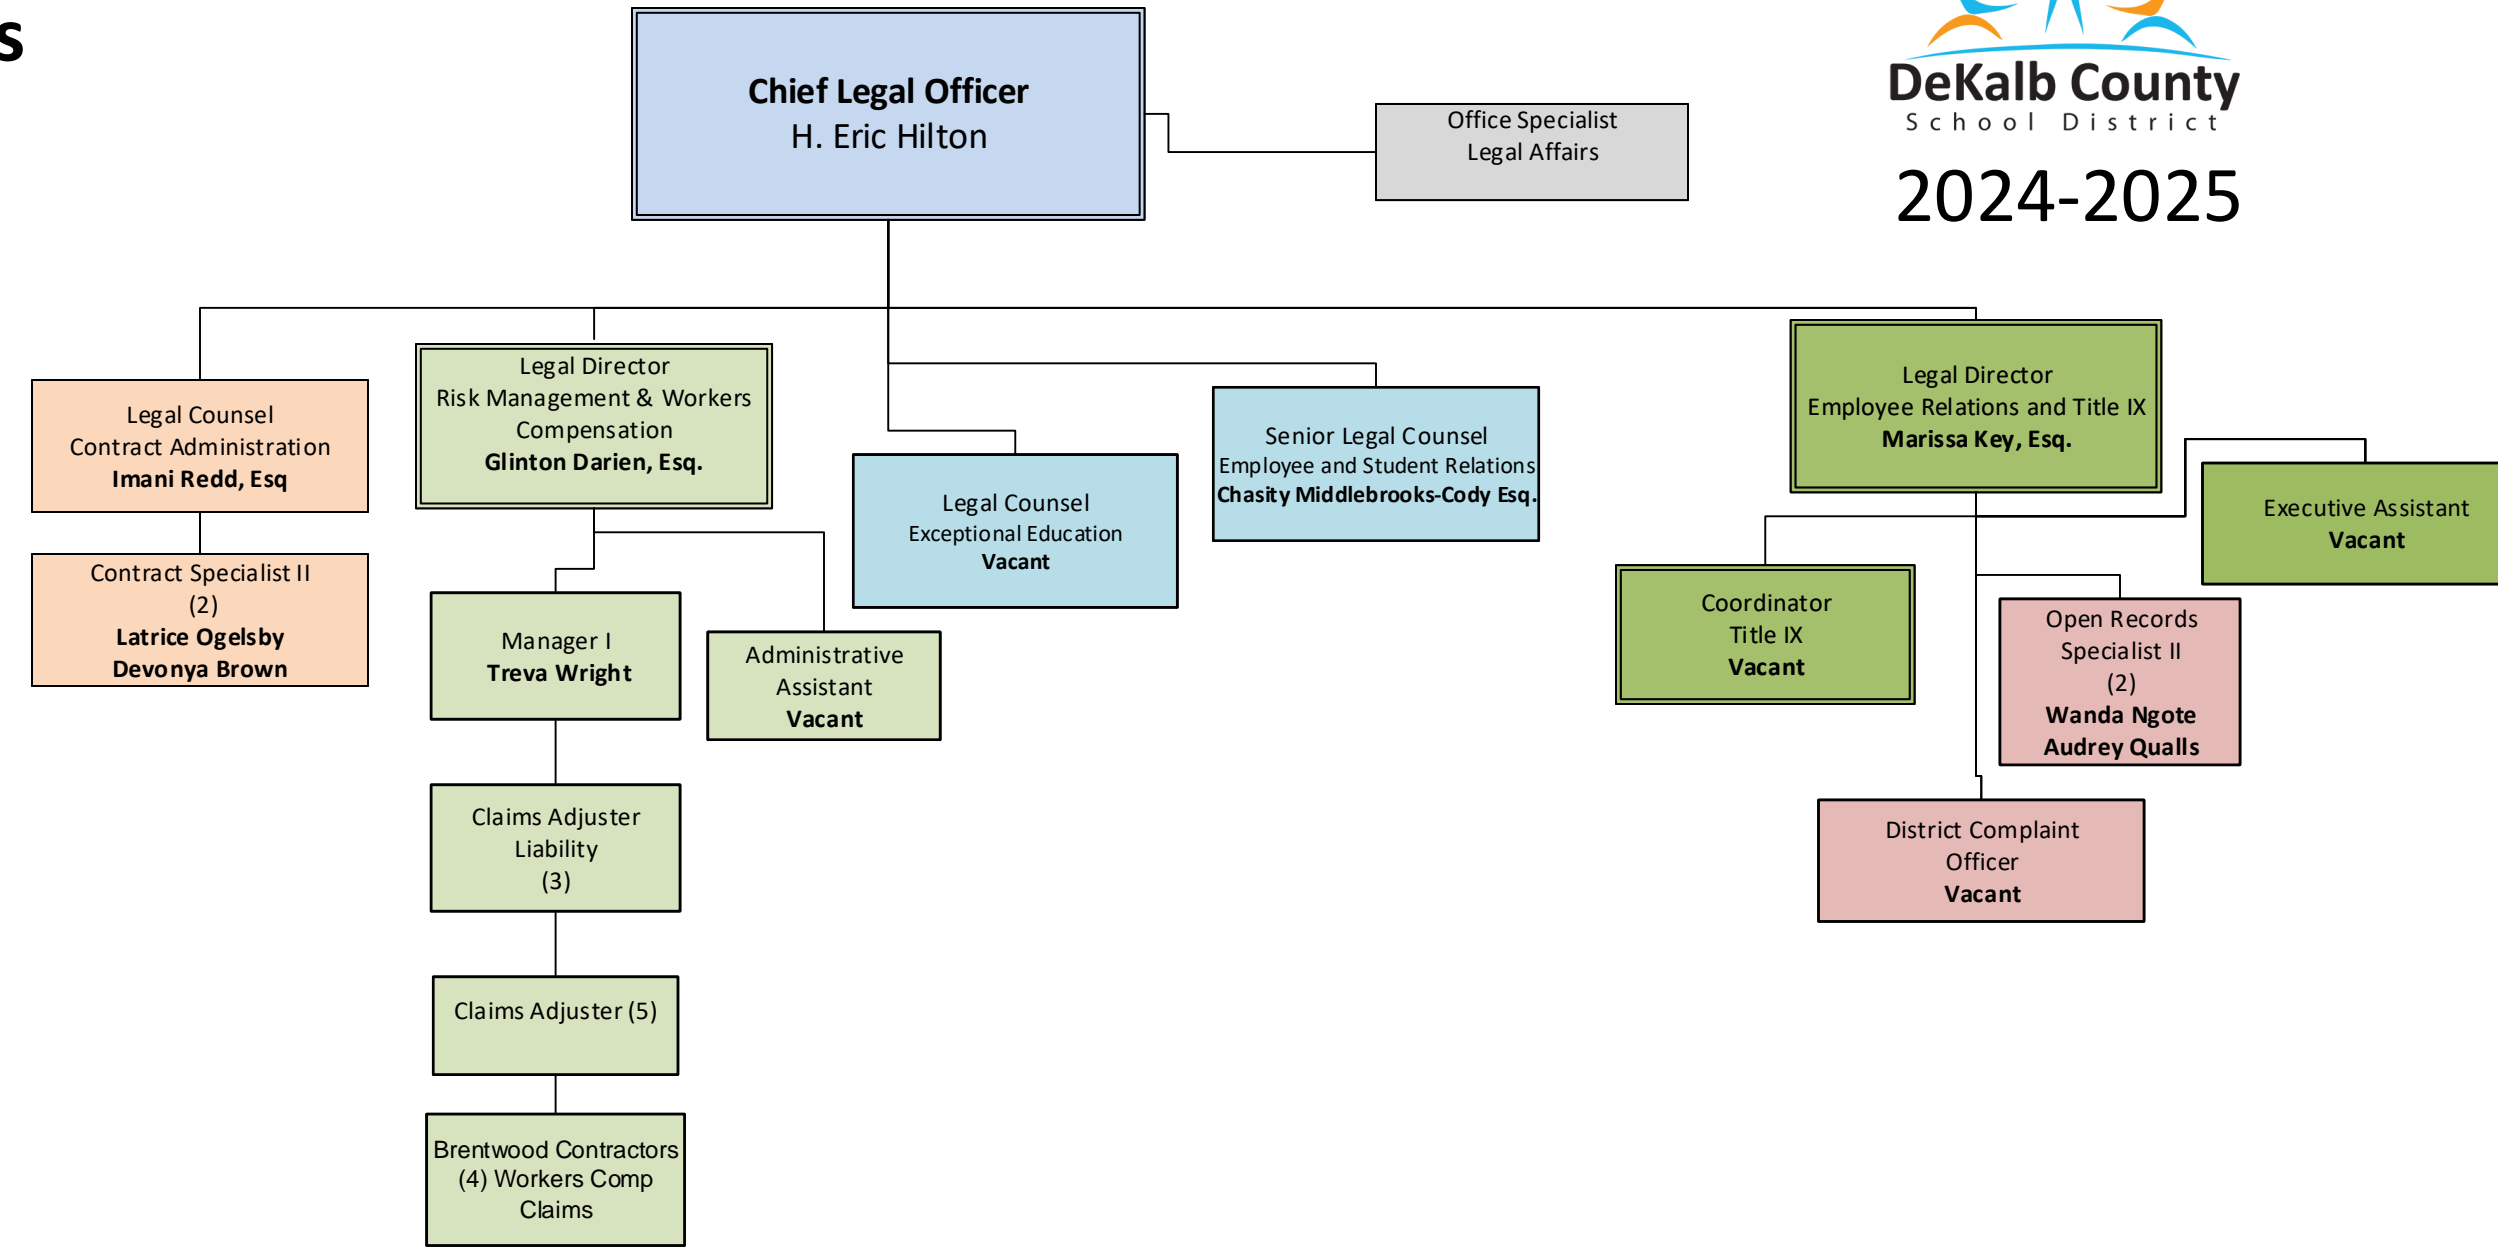 s
Chief Legal Officer
H. Eric Hilton
Office Specialist
Legal Affairs
DeKalb County
School District
2024-2025
Legal Counsel
Contract Administration
Imani Redd, Esq
Contract Specialist II
(2)
Latrice Ogelsby
Devonya Brown
Legal Director
Risk Management & Workers
Compensation
Glinton Darien, Esq.
Manager I
Treva Wright
Administrative
Assistant
Vacant
Claims Adjuster
Liability
(3)
Claims Adjuster (5)
Brentwood Contractors
(4) Workers Comp
Claims
Legal Counsel
Exceptional Education
Vacant
Senior Legal Counsel
Employee and Student Relations
Chasity Middlebrooks-Cody Esq.
Legal Director
Employee Relations and Title IX
Marissa Key, Esq.
Executive Assistant
Vacant
Coordinator
Title IX
Vacant
Open Records
Specialist II
(2)
Wanda Ngote
Audrey Qualls
District Complaint
Officer
Vacant